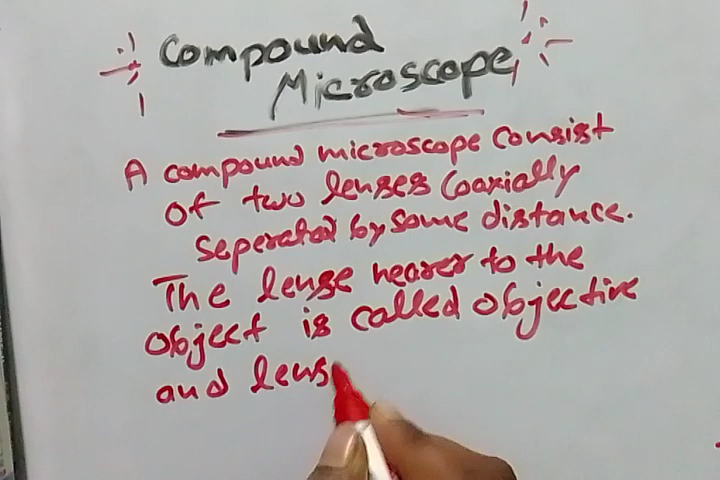 Compound
Microscope
A compound microscope consist
of two lenses coaxially
seperated by some distance.
The lense nearer to the
object is called objective
and lens